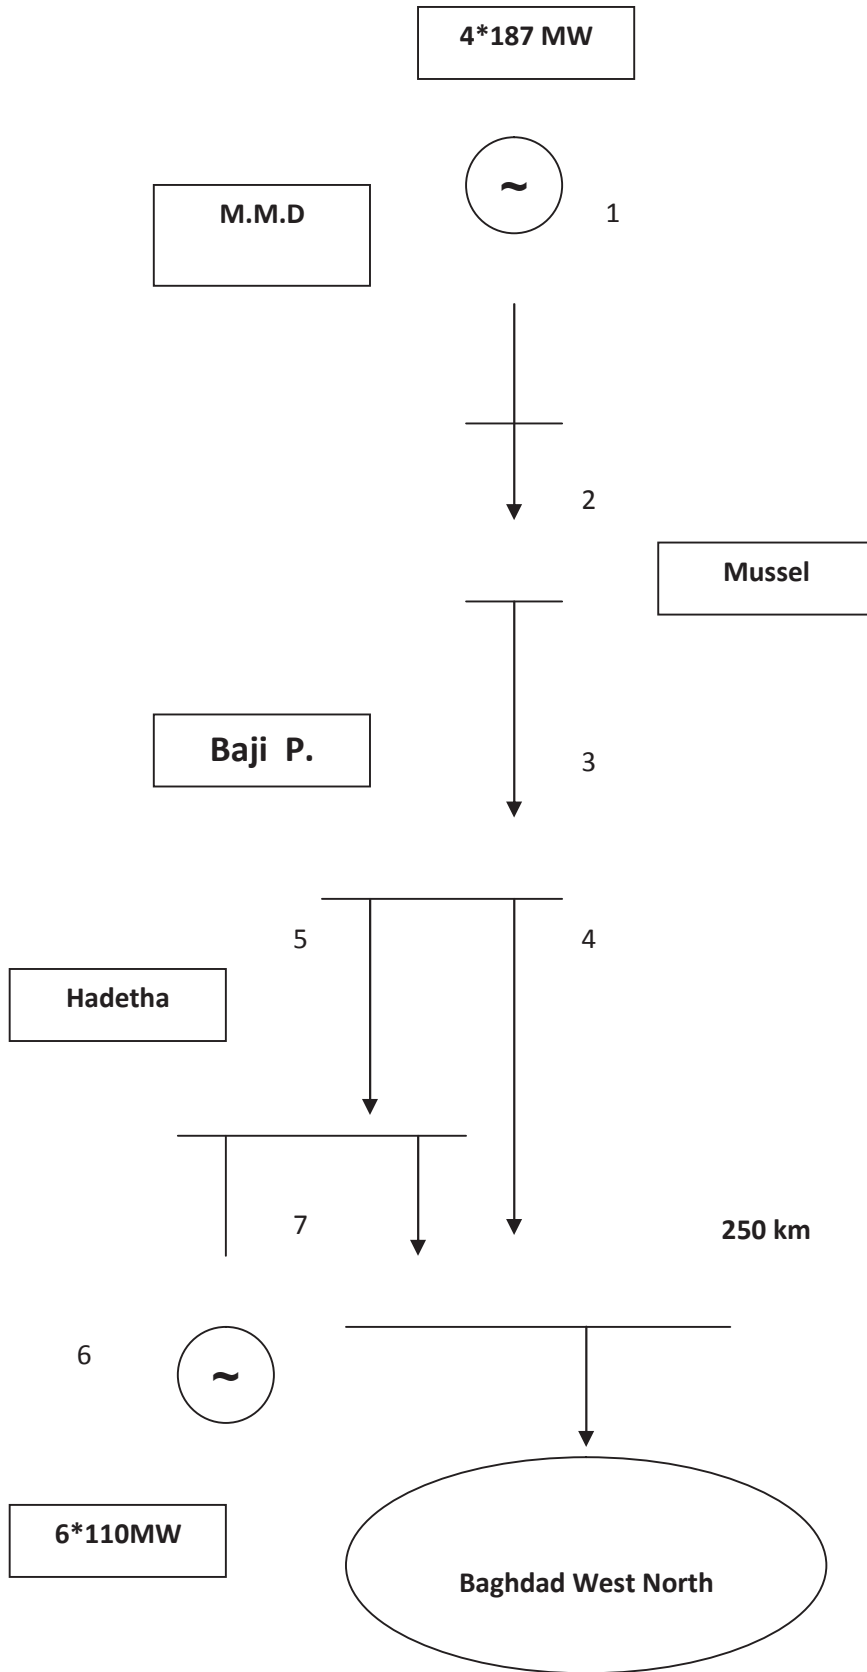 4*187 MW
~
M.M.D
1
2
Mussel
Baji P.
3
5
4
Hadetha
7
250 km
6
~
6*110MW
Baghdad West North